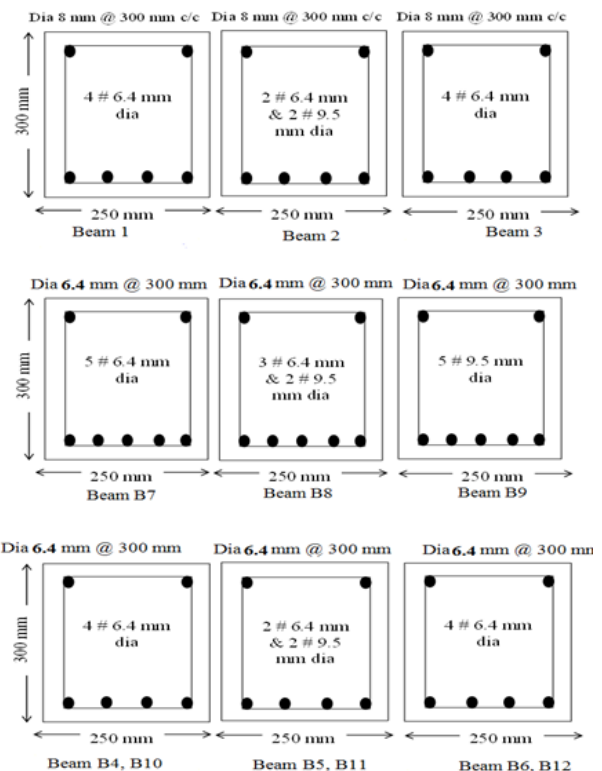 Dia 8 mm @ 300 mm c/c Dia 8 mm @ 300 mm c/c Dia 8 mm @ 300 mm c/c
300 mm
4 # 6.4 mm
dia
2 # 6.4 mm
& 2 # 9.5
mm dia
4 # 6.4 mm
dia
250 mm 250 mm 250 mm
Beam 1 Beam 2 Beam 3
Dia 6.4 mm @ 300 mm Dia 6.4 mm @ 300 mm Dia 6.4 mm @ 300 mm
300 mm
5 # 6.4 mm
dia
3 # 6.4 mm
& 2 # 9.5
mm dia
5 # 9.5 mm
dia
250 mm 250 mm 250 mm
Beam B7 Beam B8 Beam B9
Dia 6.4 mm @ 300 mm Dia 6.4 mm @ 300 mm Dia 6.4 mm @ 300 mm
300 mm
4 # 6.4 mm
dia
2 # 6.4 mm
& 2 # 9.5
mm dia
4 # 6.4 mm
dia
250 mm 250 mm 250 mm
Beam B4, B10 Beam B5, B11 Beam B6, B12